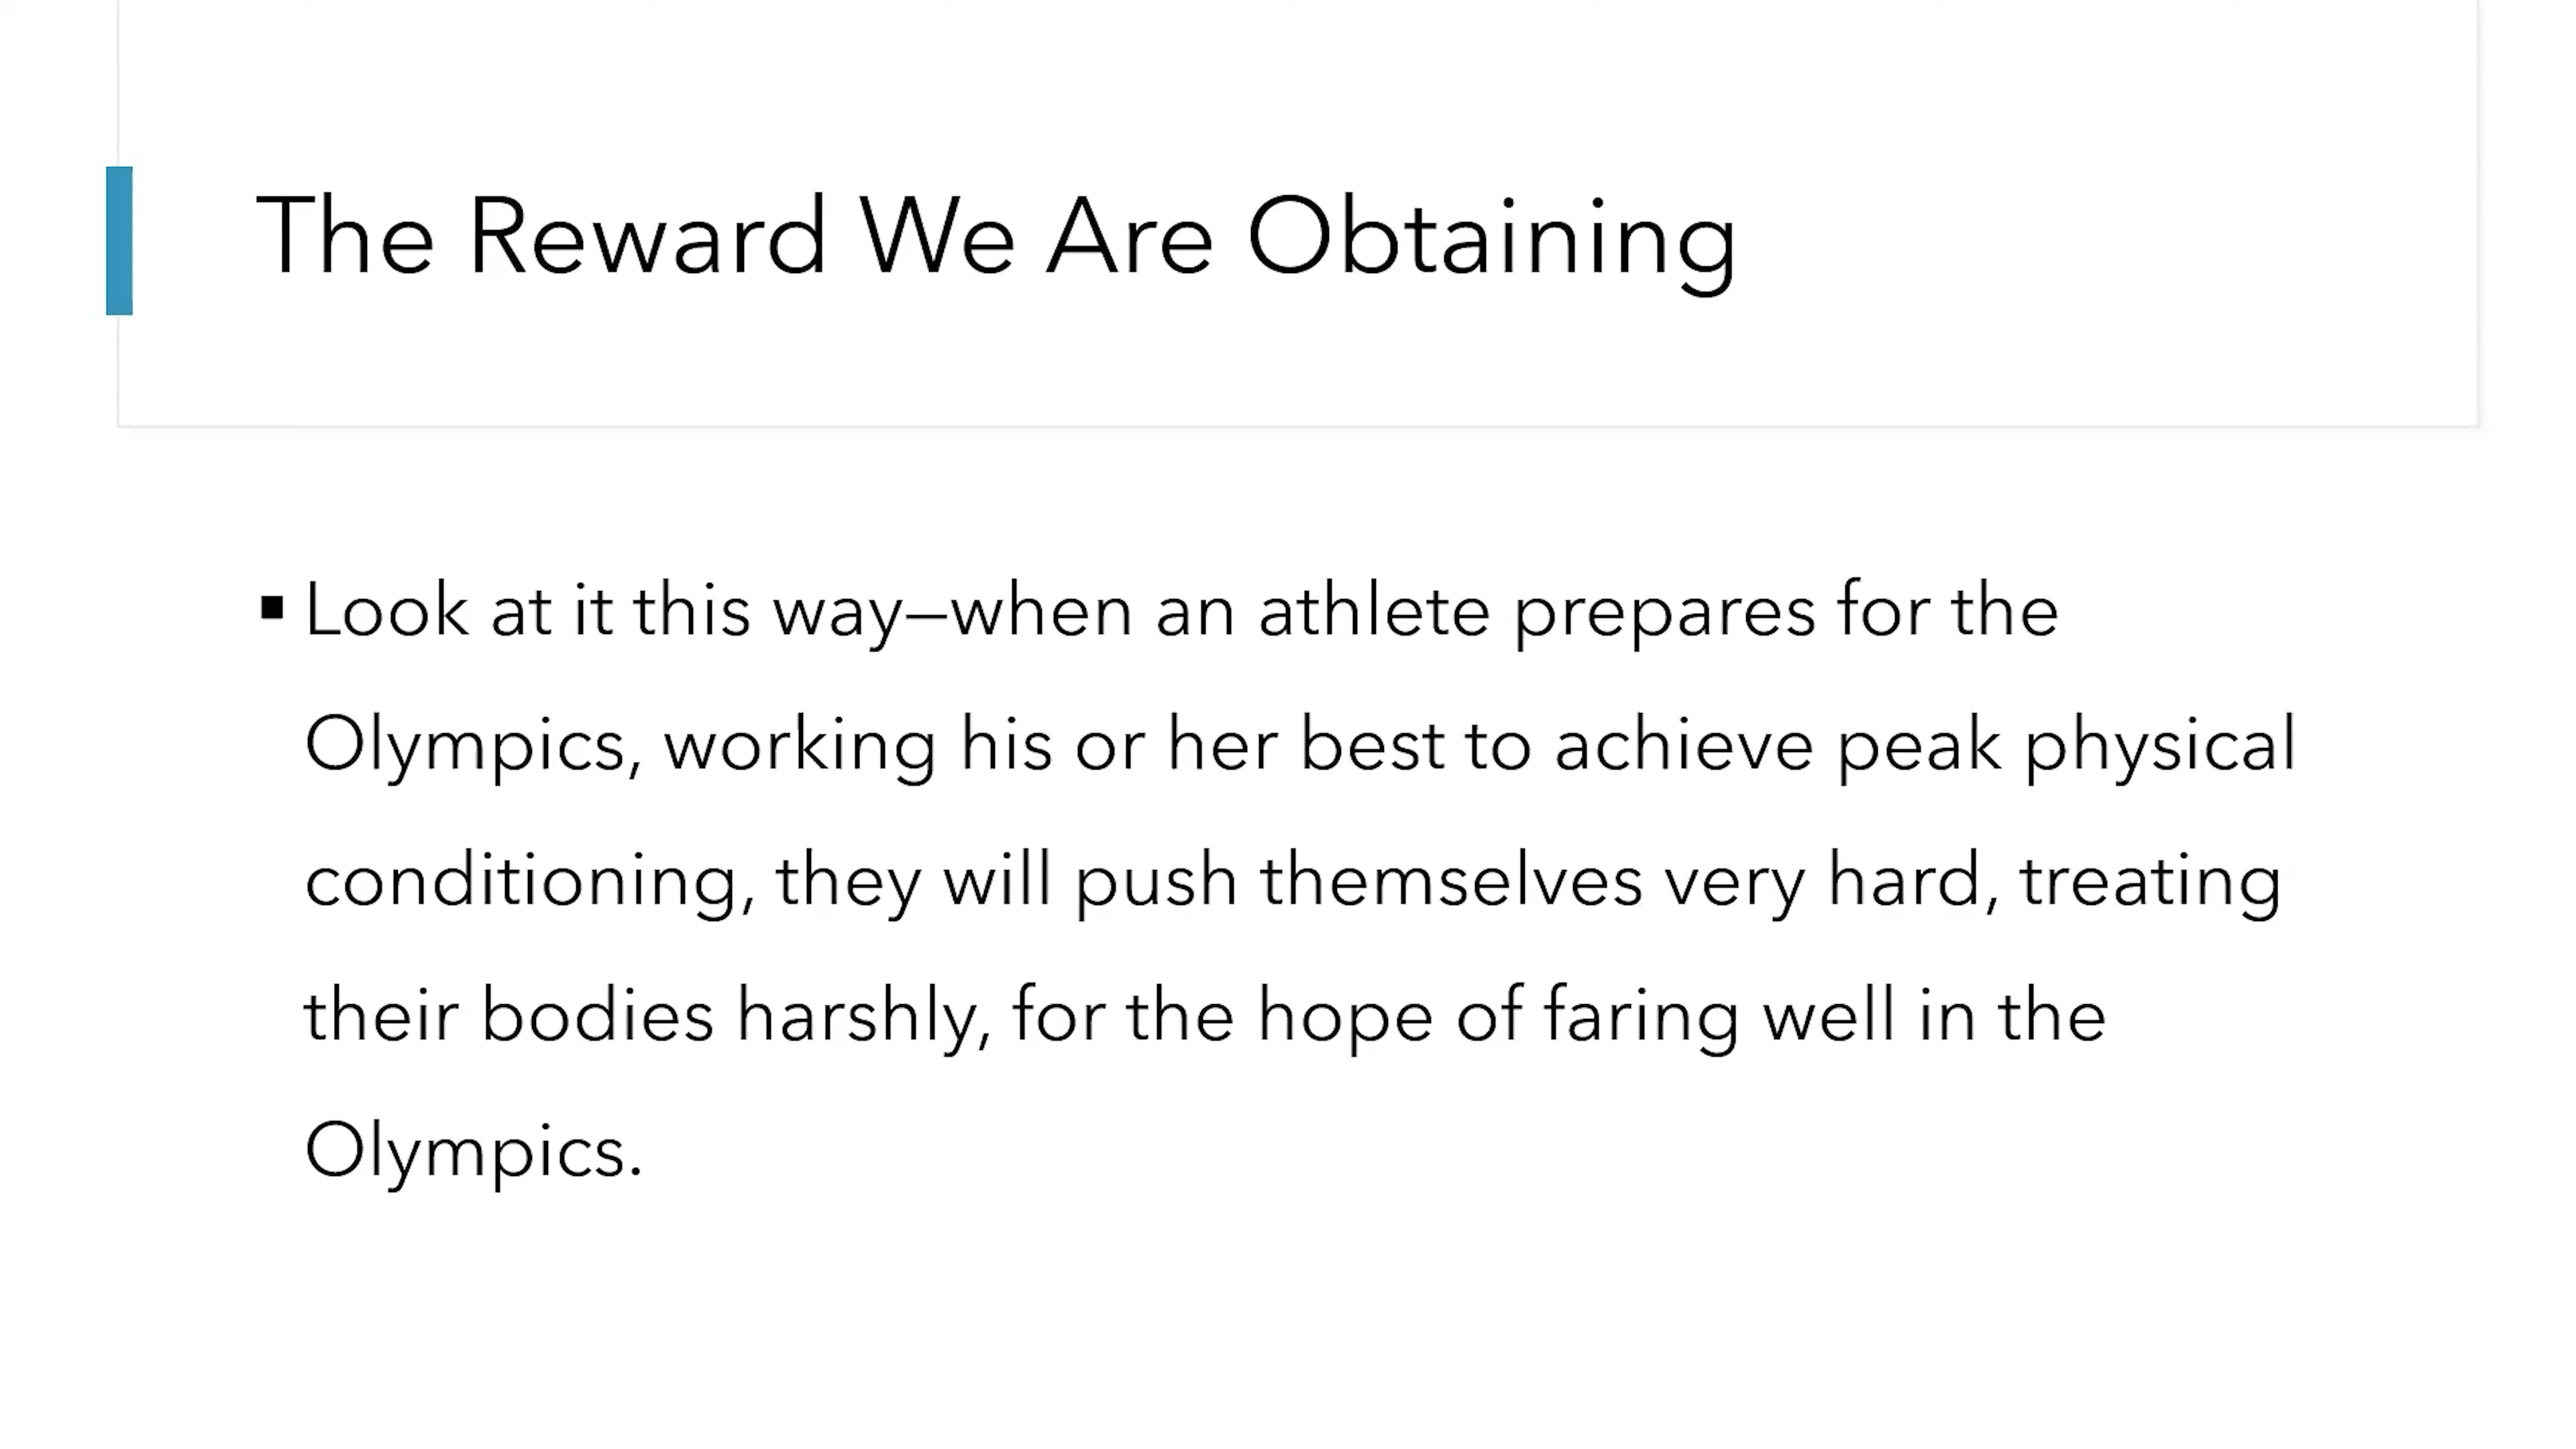 The Reward We Are Obtaining
▪ Look at it this way—when an athlete prepares for the
Olympics, working his or her best to achieve peak physical
conditioning, they will push themselves very hard, treating
their bodies harshly, for the hope of faring well in the
Olympics.